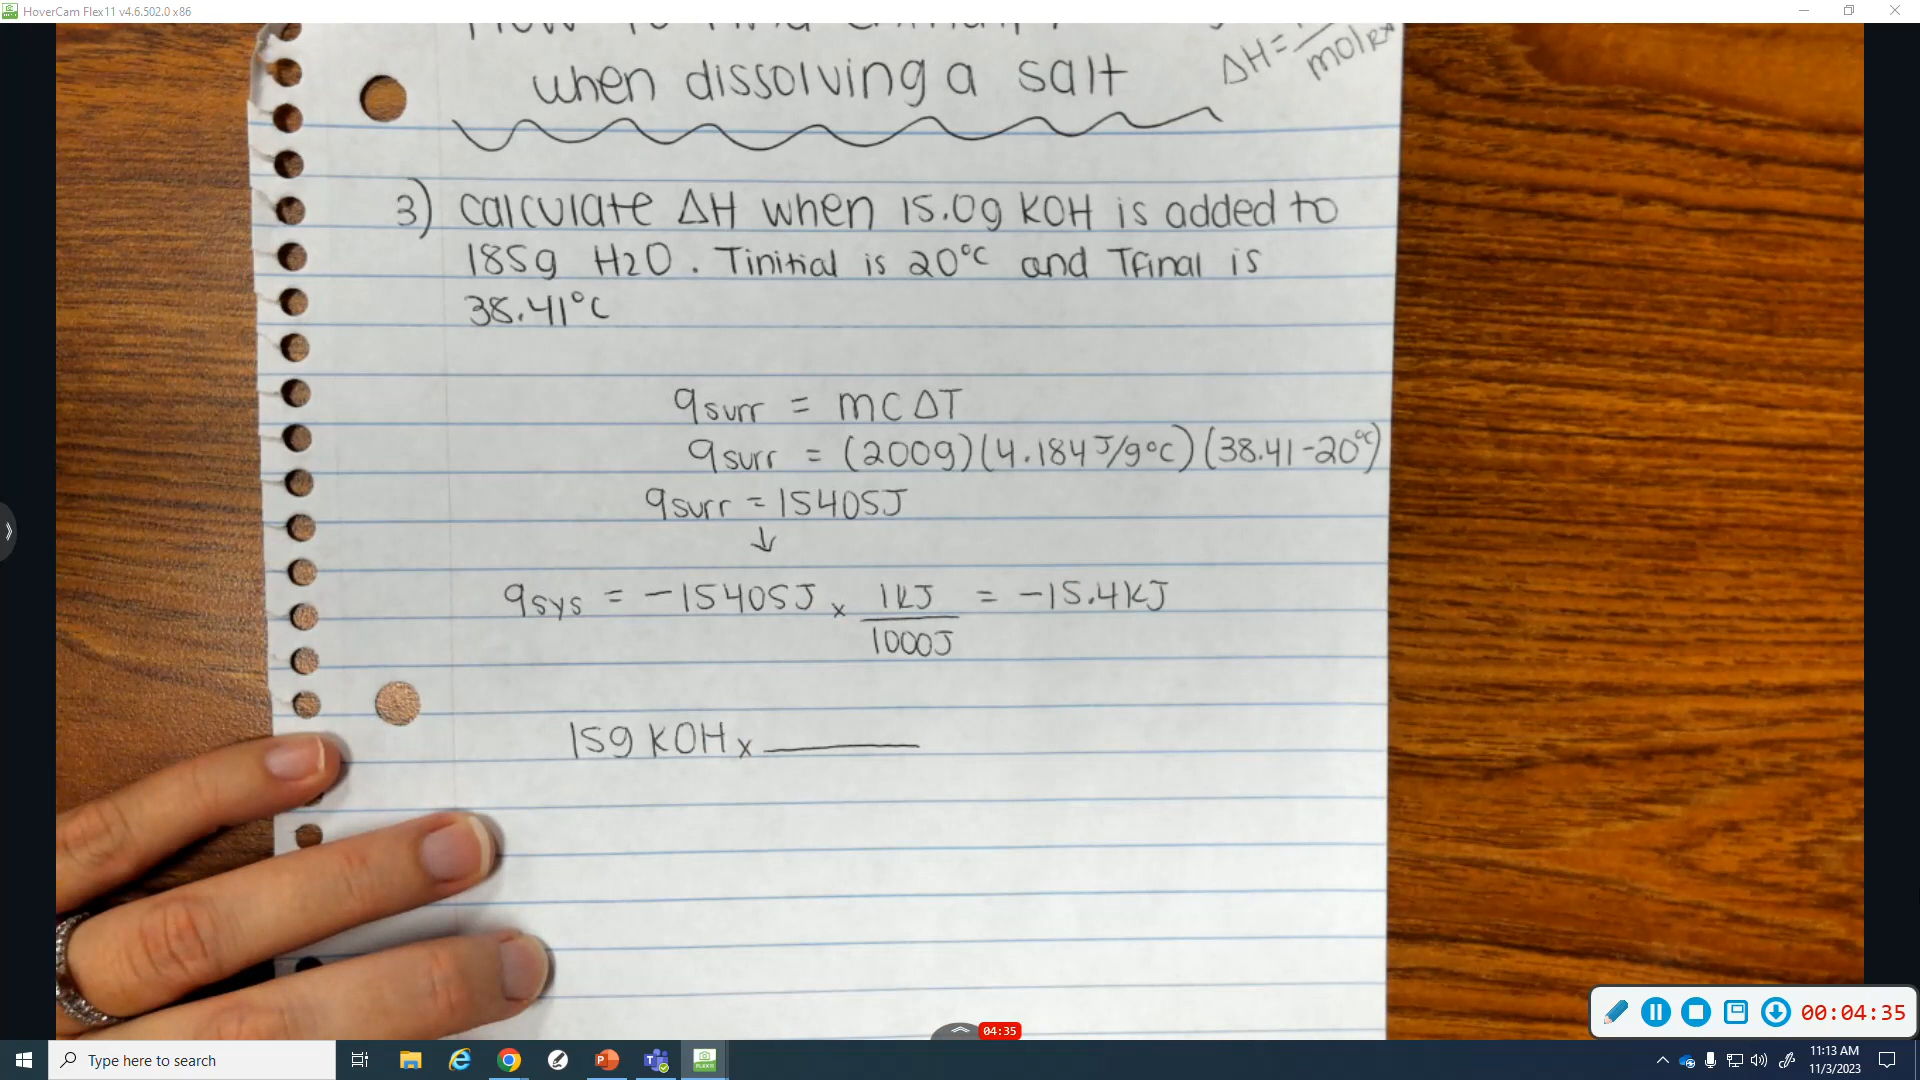 HoverCam Flex11 v4.6.502.0 x86
when dissolving a salt
ΔH=
molRx
3) Calculate ΔH when 15.0g KOH is added to
185g H2O. Tinitial is 20°C and Tfinal is
38.41°C
qsurr = mCΔT
qsurr = (200g)(4.184J/g°C)(38.41-20°C)
qsurr = 15405J
↓
qsys = -15405J x 1kJ = -15.4kJ
1000J
15g KOH x
04:35
00:04:35
Type here to search
11:13 AM
11/3/2023